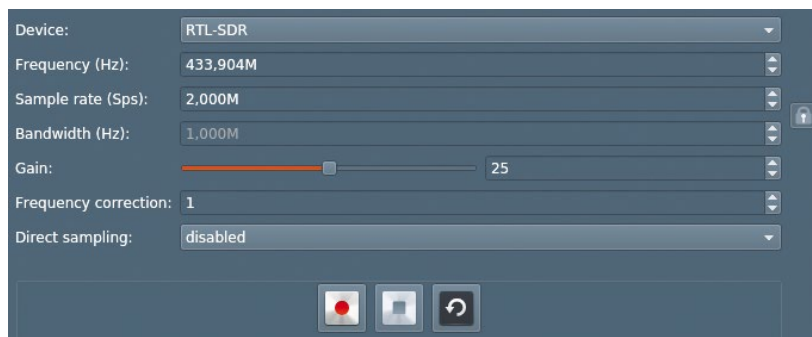 Device: RTL-SDR
Frequency (Hz): 433,904M
Sample rate (Sps): 2,000M
Bandwidth (Hz): 1,000M
Gain: 25
Frequency correction: 1
Direct sampling: disabled